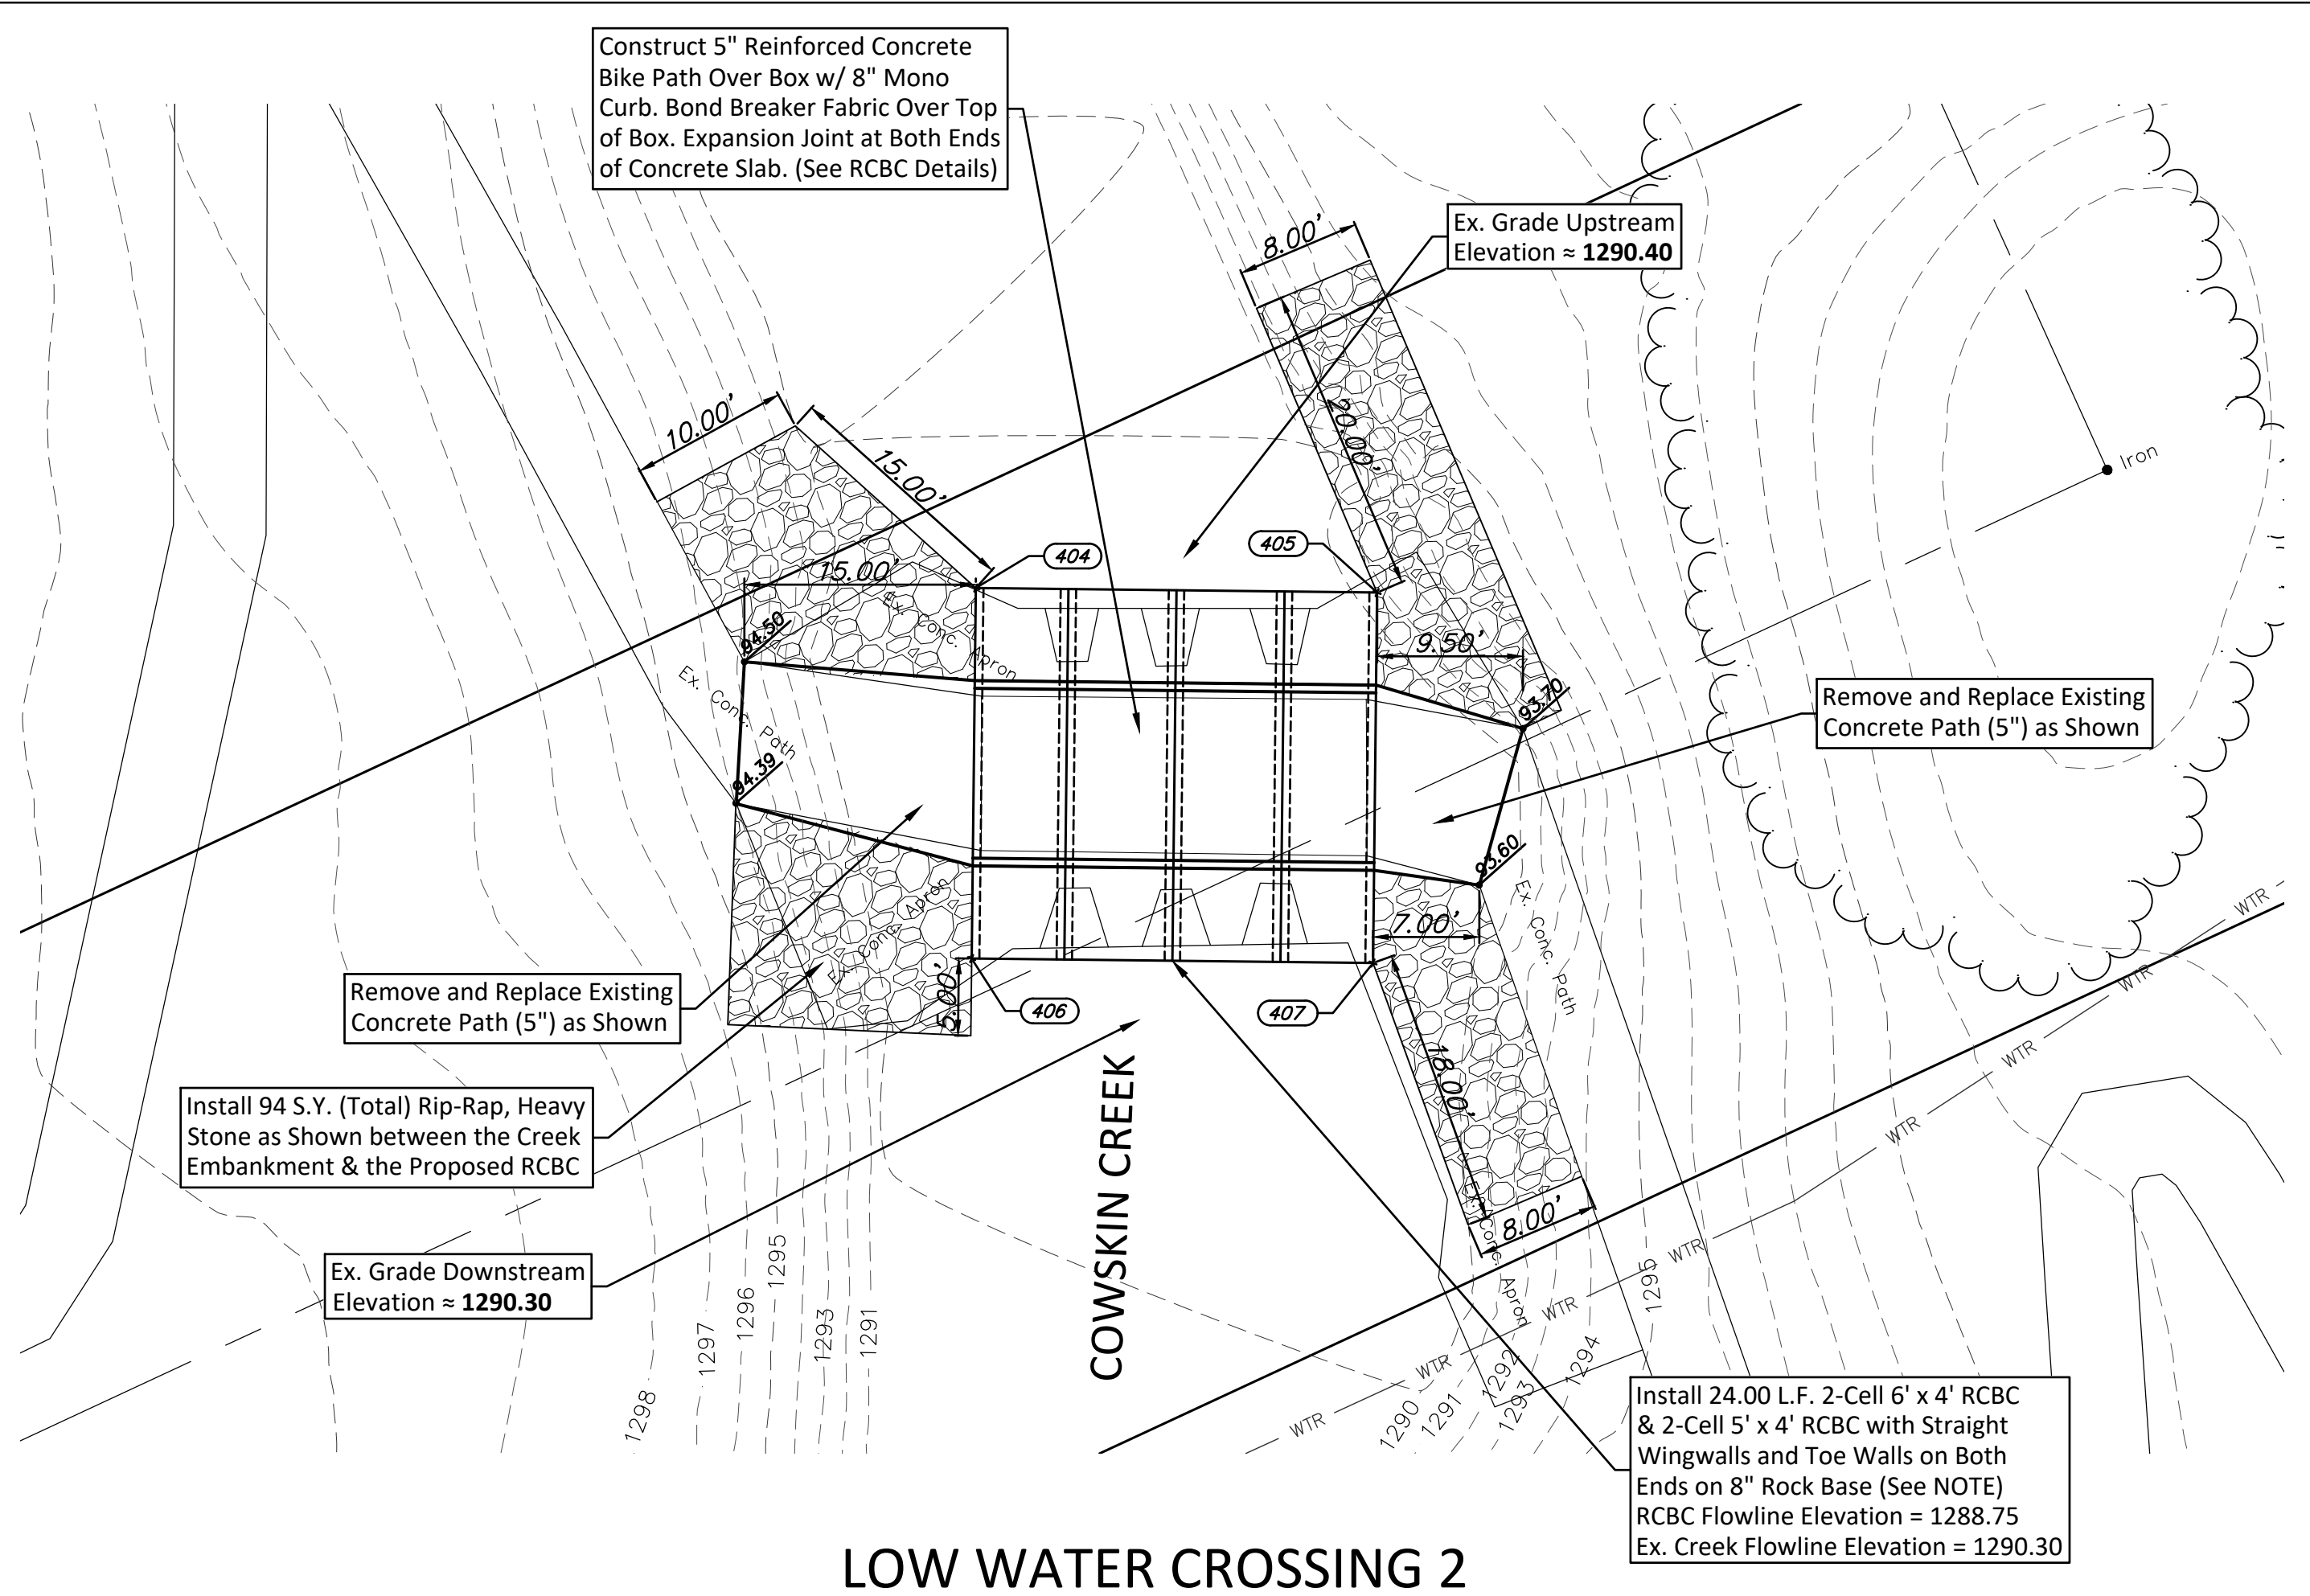 Construct 5" Reinforced Concrete
Bike Path Over Box w/ 8" Mono
Curb. Bond Breaker Fabric Over Top
of Box. Expansion Joint at Both Ends
of Concrete Slab. (See RCBC Details)
Ex. Grade Upstream
Elevation ≈ 1290.40
8.00'
20.00'
10.00'
15.00'
Iron
404
405
15.00'
Ex. Conc. Apron
94.50
9.50'
93.70
Ex. Conc. Path
94.39
Remove and Replace Existing
Concrete Path (5") as Shown
93.60
Ex. Conc. Path
7.00'
Ex. Conc. Apron
5.00'
406
407
Remove and Replace Existing
Concrete Path (5") as Shown
Install 94 S.Y. (Total) Rip-Rap, Heavy
Stone as Shown between the Creek
Embankment & the Proposed RCBC
18.00'
8.00'
Ex. Conc. Apron
COWSKIN CREEK
Ex. Grade Downstream
Elevation ≈ 1290.30
WTR
WTR
WTR
WTR
WTR
WTR
WTR
WTR
1298
1297
1296
1295
1293
1291
1290
1291
1292
1293
1294
1295
Install 24.00 L.F. 2-Cell 6' x 4' RCBC
& 2-Cell 5' x 4' RCBC with Straight
Wingwalls and Toe Walls on Both
Ends on 8" Rock Base (See NOTE)
RCBC Flowline Elevation = 1288.75
Ex. Creek Flowline Elevation = 1290.30
LOW WATER CROSSING 2